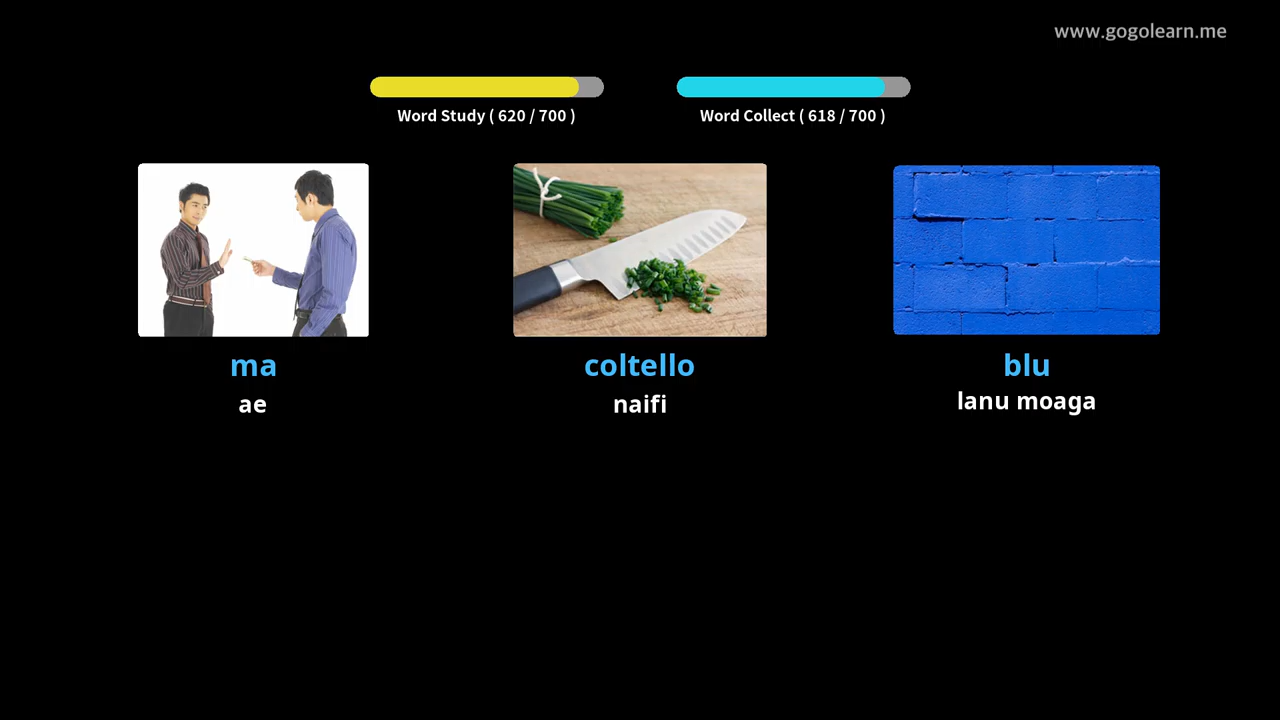 www.gogolearn.me
Word Study ( 620 / 700 )
Word Collect ( 618 / 700 )
ma
coltello
blu
ae
naifi
lanu moaga